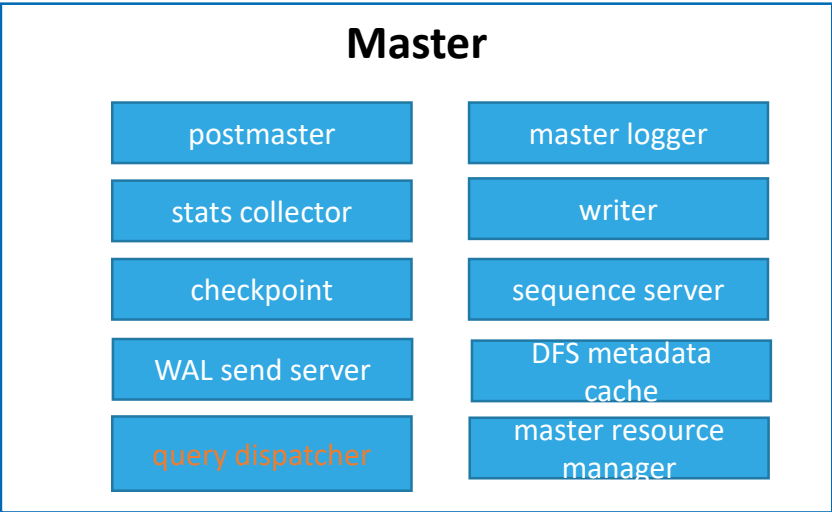 Master
postmaster
master logger
stats collector
writer
checkpoint
sequence server
WAL send server
DFS metadata
cache
query dispatcher
master resource
manager